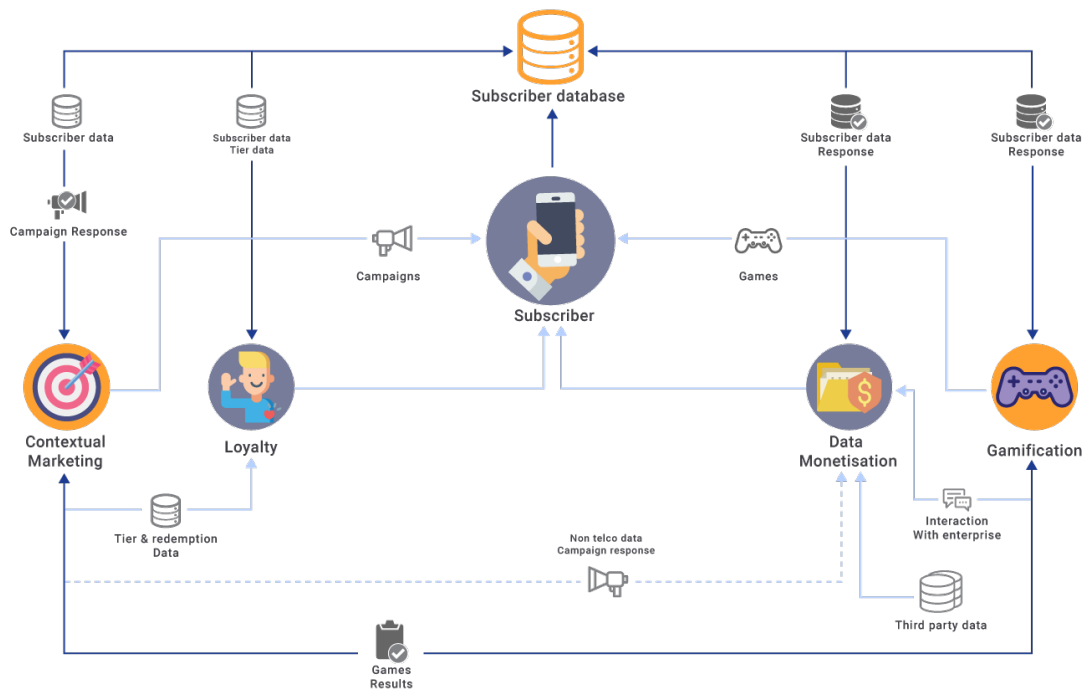 Subscriber database
Subscriber data
Subscriber data
Tier data
Subscriber data
Response
Subscriber data
Response
Campaign Response
Campaigns
Games
Subscriber
Contextual
Marketing
Loyalty
Data
Monetisation
Gamification
Tier & redemption
Data
Non telco data
Campaign response
Interaction
With enterprise
Third party data
Games
Results